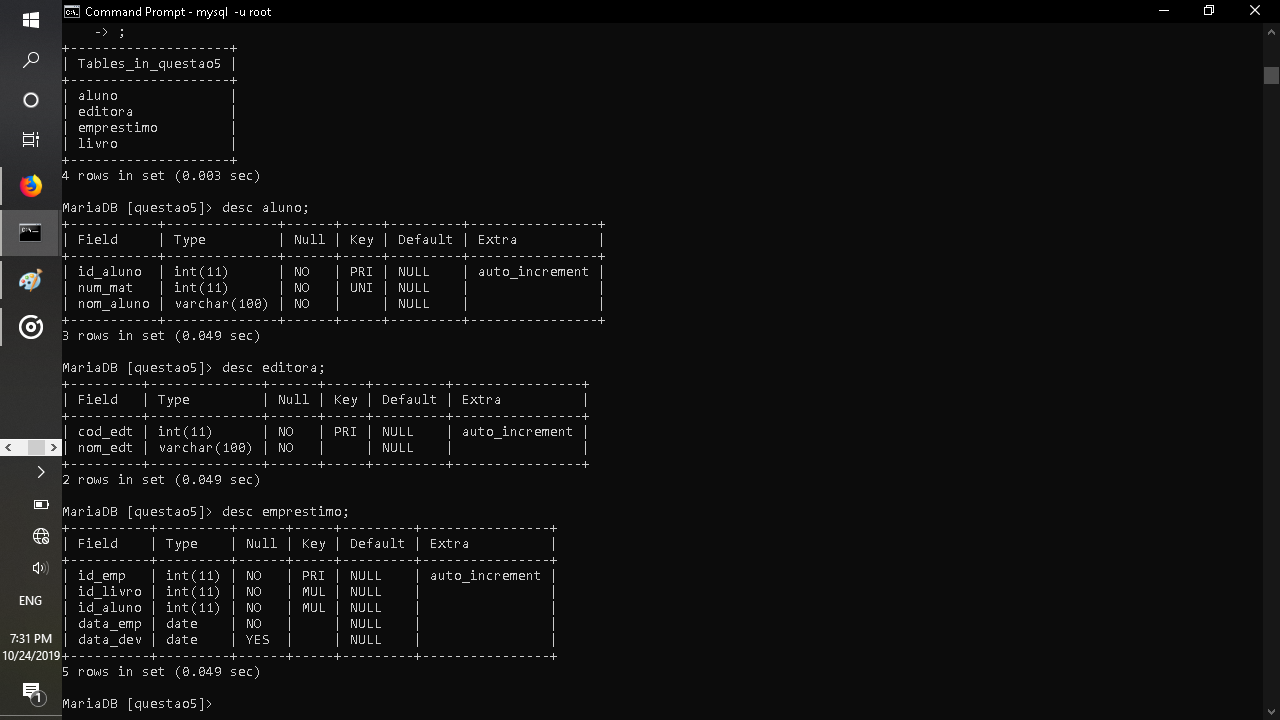 Command Prompt - mysql  -u root
    -> ;
+--------------------+
| Tables_in_questao5 |
+--------------------+
| aluno              |
| editora            |
| emprestimo         |
| livro              |
+--------------------+
4 rows in set (0.003 sec)
MariaDB [questao5]> desc aluno;
+-----------+--------------+------+-----+---------+----------------+
| Field     | Type         | Null | Key | Default | Extra          |
+-----------+--------------+------+-----+---------+----------------+
| id_aluno  | int(11)      | NO   | PRI | NULL    | auto_increment |
| num_mat   | int(11)      | NO   | UNI | NULL    |                |
| nom_aluno | varchar(100) | NO   |     | NULL    |                |
+-----------+--------------+------+-----+---------+----------------+
3 rows in set (0.049 sec)
MariaDB [questao5]> desc editora;
+---------+--------------+------+-----+---------+----------------+
| Field   | Type         | Null | Key | Default | Extra          |
+---------+--------------+------+-----+---------+----------------+
| cod_edt | int(11)      | NO   | PRI | NULL    | auto_increment |
| nom_edt | varchar(100) | NO   |     | NULL    |                |
+---------+--------------+------+-----+---------+----------------+
2 rows in set (0.049 sec)
MariaDB [questao5]> desc emprestimo;
+----------+---------+------+-----+---------+----------------+
| Field    | Type    | Null | Key | Default | Extra          |
+----------+---------+------+-----+---------+----------------+
| id_emp   | int(11) | NO   | PRI | NULL    | auto_increment |
| id_livro | int(11) | NO   | MUL | NULL    |                |
| id_aluno | int(11) | NO   | MUL | NULL    |                |
| data_emp | date    | NO   |     | NULL    |                |
| data_dev | date    | YES  |     | NULL    |                |
+----------+---------+------+-----+---------+----------------+
5 rows in set (0.049 sec)
MariaDB [questao5]>
ENG
7:31 PM
10/24/2019
1